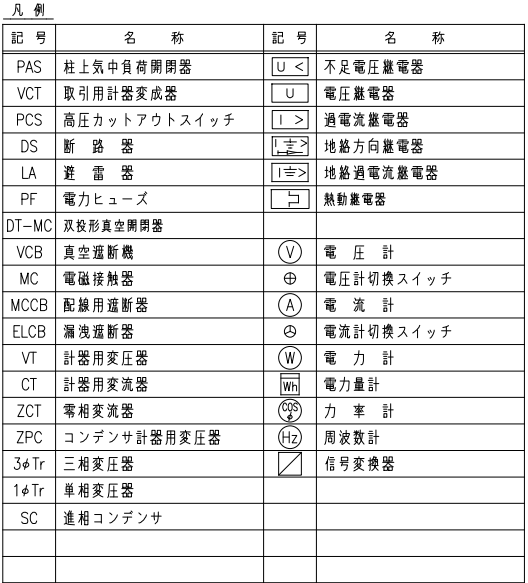 凡 例
記 号 名 称 記 号 名 称
PAS 柱上気中負荷開閉器 U < 不足電圧継電器
VCT 取引用計器変成器 U 電圧継電器
PCS 高圧カットアウトスイッチ I > 過電流継電器
DS 断 路 器 I > 地絡方向継電器
LA 避 雷 器 I > 地絡過電流継電器
PF 電力ヒューズ 熱動継電器
DT-MC 双投形真空開閉器
VCB 真空遮断機 V 電 圧 計
MC 電磁接触器 ⊕ 電圧計切換スイッチ
MCCB 配線用遮断器 A 電 流 計
ELCB 漏洩遮断器 電流計切換スイッチ
VT 計器用変圧器 W 電 力 計
CT 計器用変流器 Wh 電力量計
ZCT 零相変流器 COSφ 力 率 計
ZPC コンデンサ計器用変圧器 Hz 周波数計
3φTr 三相変圧器 信号変換器
1φTr 単相変圧器
SC 進相コンデンサ